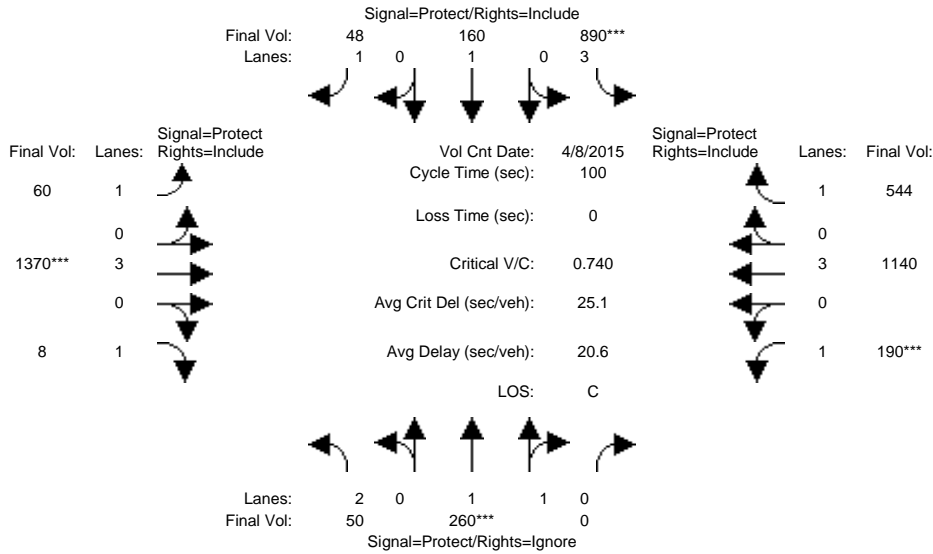 Signal=Protect/Rights=Include
Final Vol: 48 160 890***
Lanes: 1 0 1 0 3
Signal=Protect Signal=Protect
Final Vol: Lanes: Rights=Include Vol Cnt Date: 4/8/2015 Rights=Include Lanes: Final Vol:
Cycle Time (sec): 100
60 1 1 544
Loss Time (sec): 0
0 0
1370*** 3 Critical V/C: 0.740 3 1140
0 Avg Crit Del (sec/veh): 25.1 0
8 1 Avg Delay (sec/veh): 20.6 1 190***
LOS: C
Lanes: 2 0 1 1 0
Final Vol: 50 260*** 0
Signal=Protect/Rights=Ignore